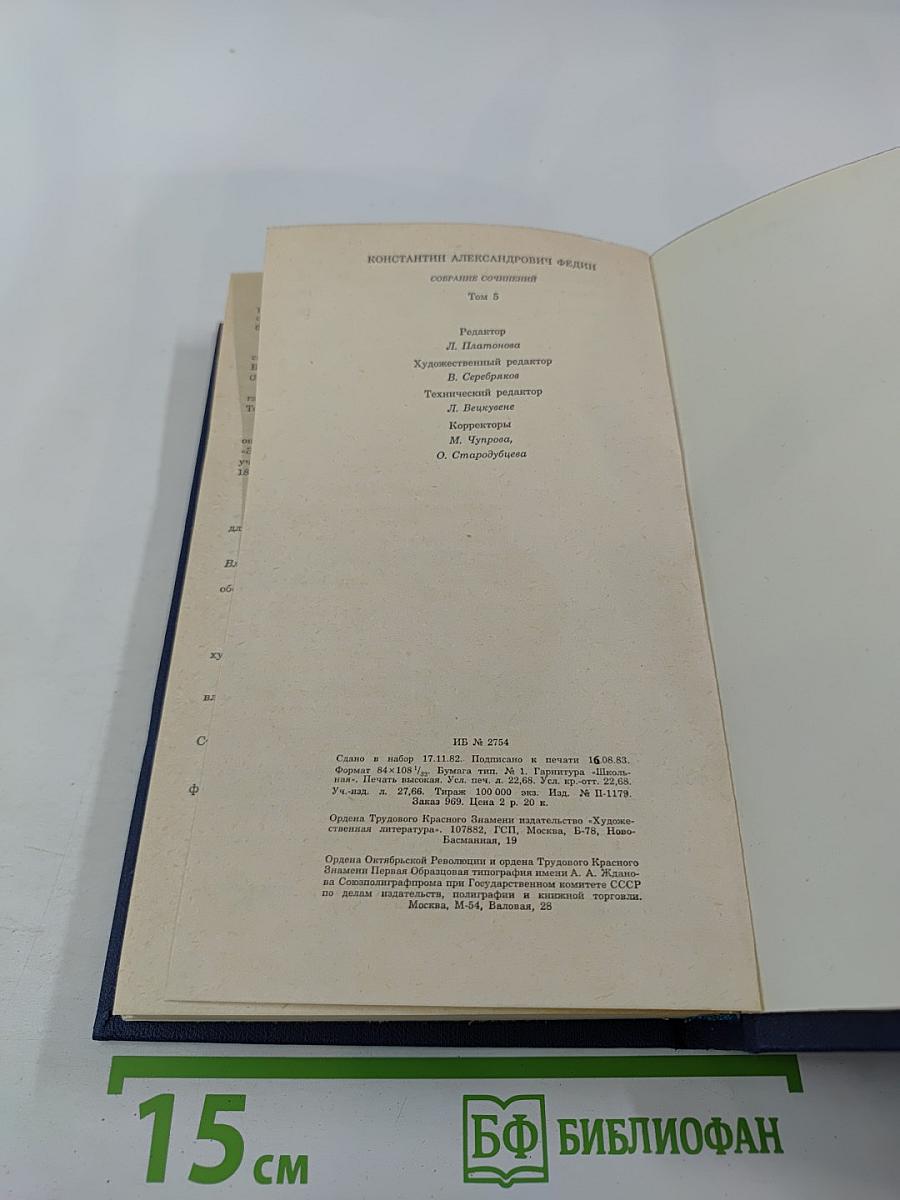 КОНСТАНТИН АЛЕКСАНДРОВИЧ ФЕДИН
СОБРАНИЕ СОЧИНЕНИЙ
Том 5
Редактор
Л. Платонова
Художественный редактор
В. Серебряков
Технический редактор
Л. Вецкувене
Корректоры
М. Чупрова,
О. Стародубцева
ИБ № 2754
Сдано в набор 17.11.82. Подписано к печати 16.08.83.
Формат 84×108 1/32. Бумага тип. № 1. Гарнитура «Школь-
ная». Печать высокая. Усл. печ. л. 22,68. Усл. кр.-отт. 22,68.
Уч.-изд. л. 27,66. Тираж 100 000 экз. Изд. № II-1179.
Заказ 969. Цена 2 р. 20 к.
Ордена Трудового Красного Знамени издательство «Художе-
ственная литература». 107882, ГСП, Москва, Б-78, Ново-
Басманная, 19
Ордена Октябрьской Революции и ордена Трудового Красного
Знамени Первая Образцовая типография имени А. А. Ждано-
ва Союзполиграфпрома при Государственном комитете СССР
по делам издательств, полиграфии и книжной торговли.
Москва, М-54, Валовая, 28
15 см
БФ БИБЛИОФАН